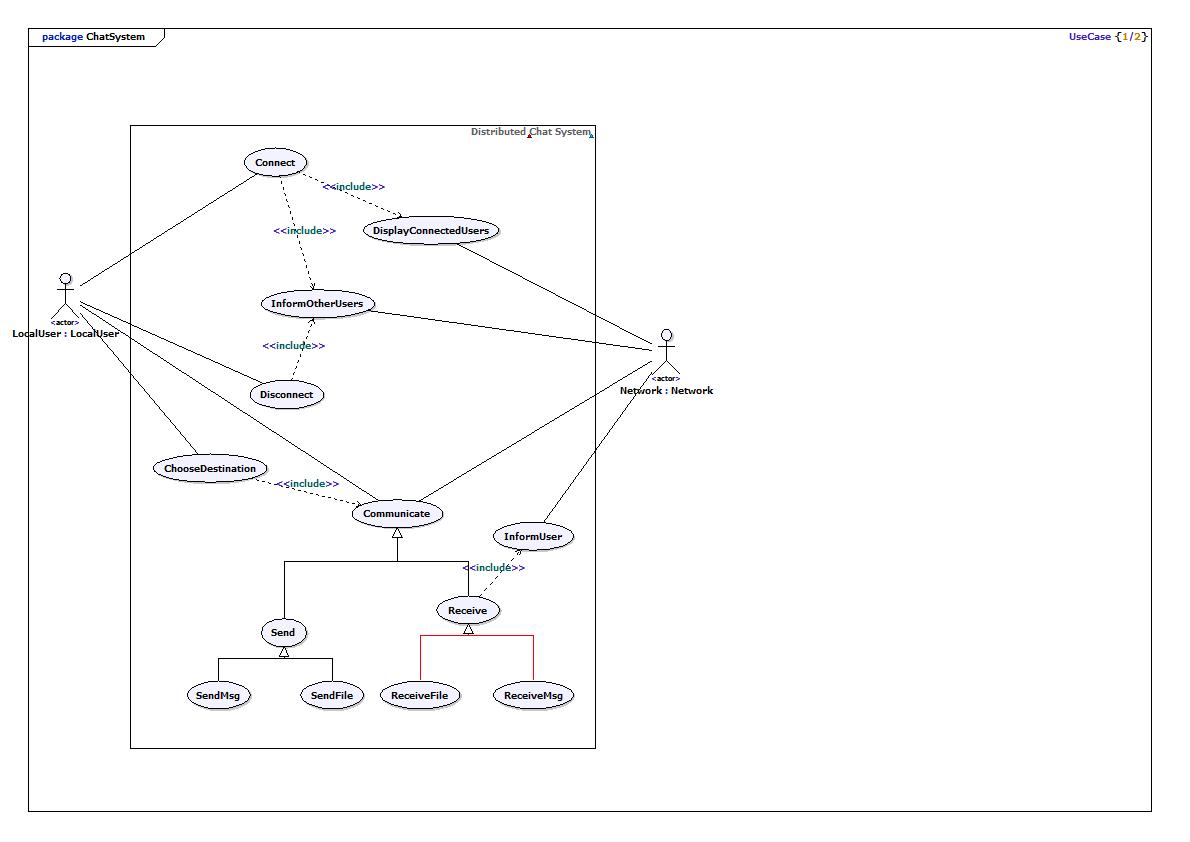 package ChatSystem
UseCase {1/2}
Distributed Chat System
Connect
<<include>>
<<include>>
DisplayConnectedUsers
InformOtherUsers
<actor>
LocalUser : LocalUser
<<include>>
<actor>
Network : Network
Disconnect
ChooseDestination
<<include>>
Communicate
InformUser
<<include>>
Receive
Send
SendMsg
SendFile
ReceiveFile
ReceiveMsg